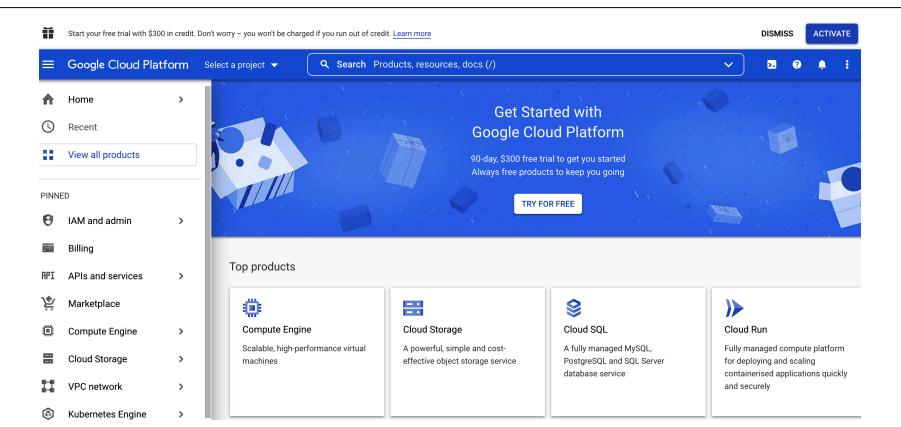 Start your free trial with $300 in credit. Don't worry – you won't be charged if you run out of credit. Learn more
DISMISS
ACTIVATE
Google Cloud Platform
Select a project
Search Products, resources, docs (/)
Home
Recent
View all products
PINNED
IAM and admin
Billing
API APIs and services
Marketplace
Compute Engine
Cloud Storage
VPC network
Kubernetes Engine
Get Started with
Google Cloud Platform
90-day, $300 free trial to get you started
Always free products to keep you going
TRY FOR FREE
Top products
Compute Engine
Scalable, high-performance virtual
machines
Cloud Storage
A powerful, simple and cost-
effective object storage service
Cloud SQL
A fully managed MySQL,
PostgreSQL and SQL Server
database service
Cloud Run
Fully managed compute platform
for deploying and scaling
containerised applications quickly
and securely